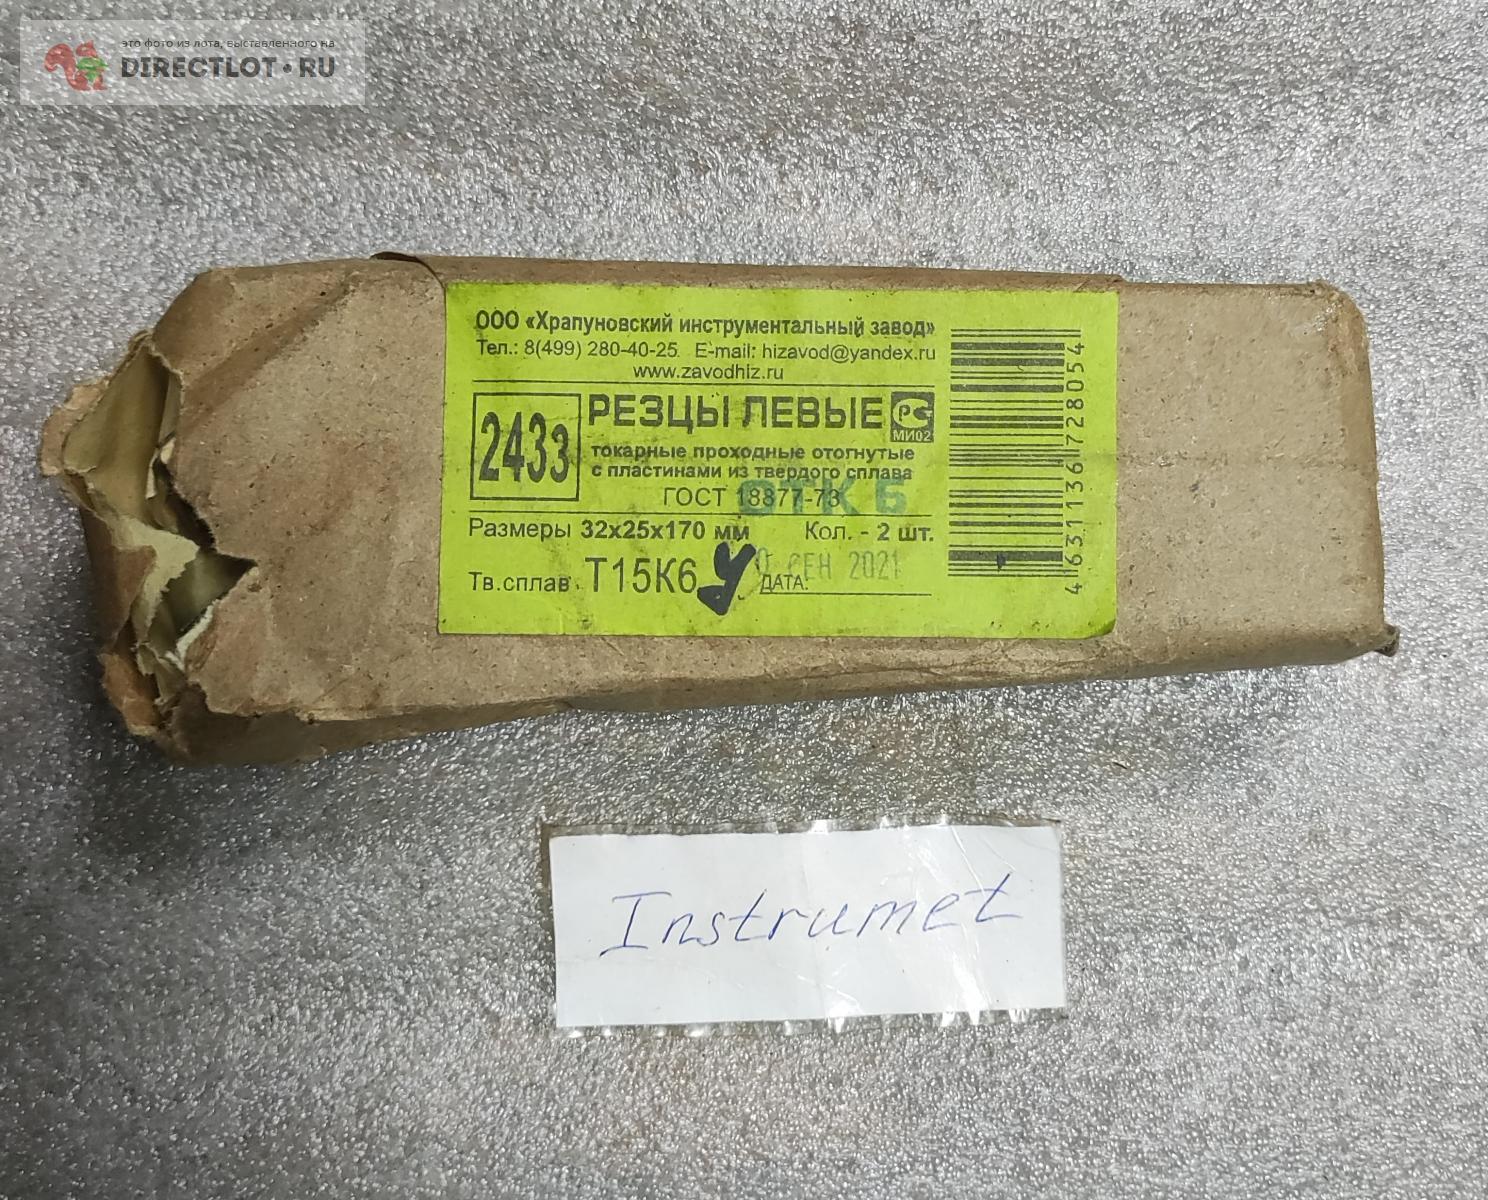 это фото из лота, выставленного на
DIRECTLOT.RU
ООО «Храпуновский инструментальный завод»
Тел.: 8(499) 280-40-25 E-mail: hizavod@yandex.ru
www.zavodhiz.ru
2433
РЕЗЦЫ ЛЕВЫЕ
РС
МИ02
токарные проходные отогнутые
с пластинами из твердого сплава
ГОСТ 18877-73
ОТК 6
Размеры 32х25х170 мм Кол. - 2 шт.
Тв.сплав. Т15К6 ДАТА: СЕН 2021
4631136728054
Instrumet